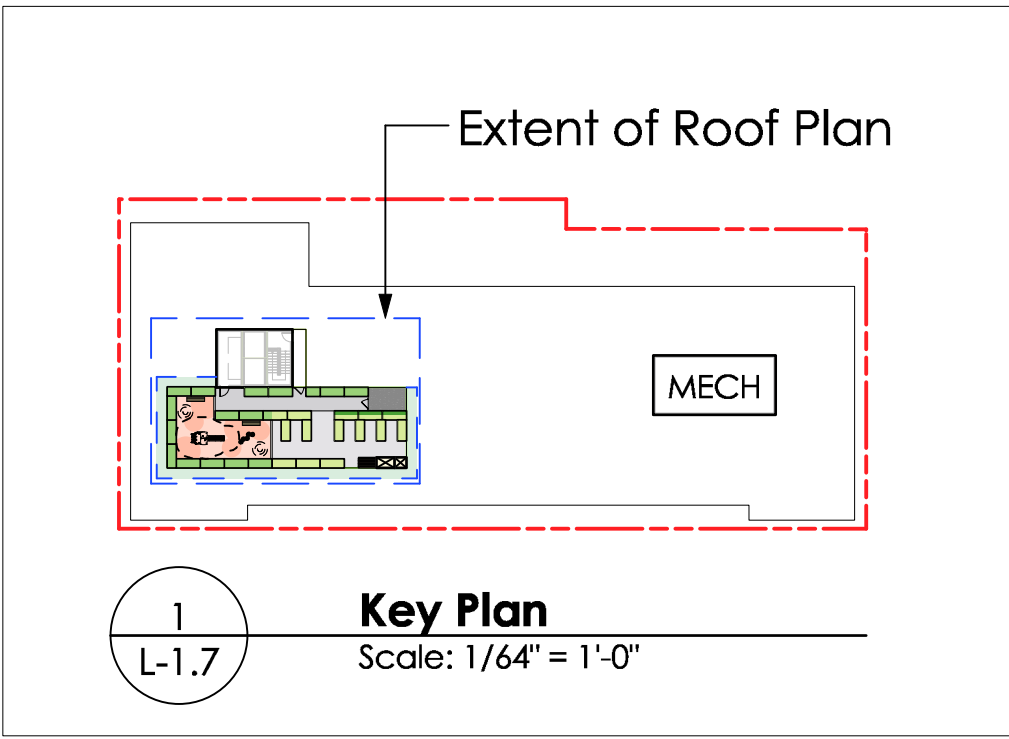 Extent of Roof Plan
MECH
1
L-1.7
Key Plan
Scale: 1/64" = 1'-0"